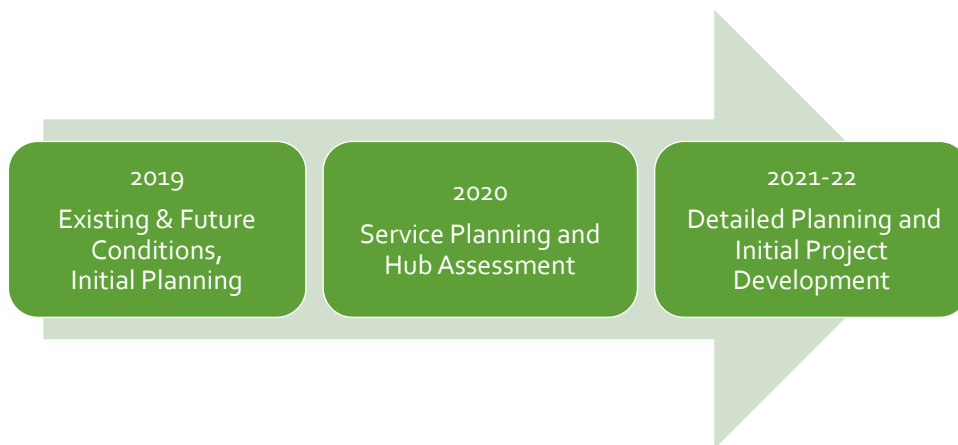 2019
Existing & Future
Conditions,
Initial Planning
2020
Service Planning and
Hub Assessment
2021-22
Detailed Planning and
Initial Project
Development